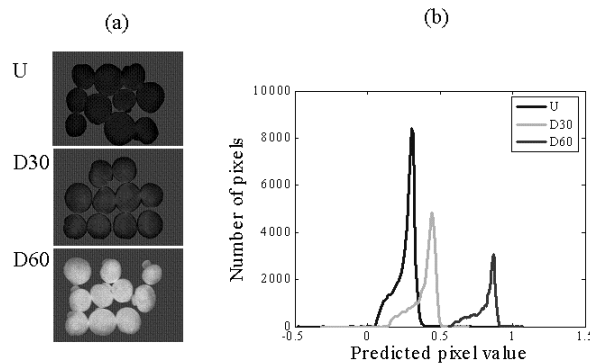 (a)
U
D30
D60
(b)
10000
8000
6000
4000
2000
0
-0.5
0
0.5
1
1.5
Number of pixels
Predicted pixel value
U
D30
D60